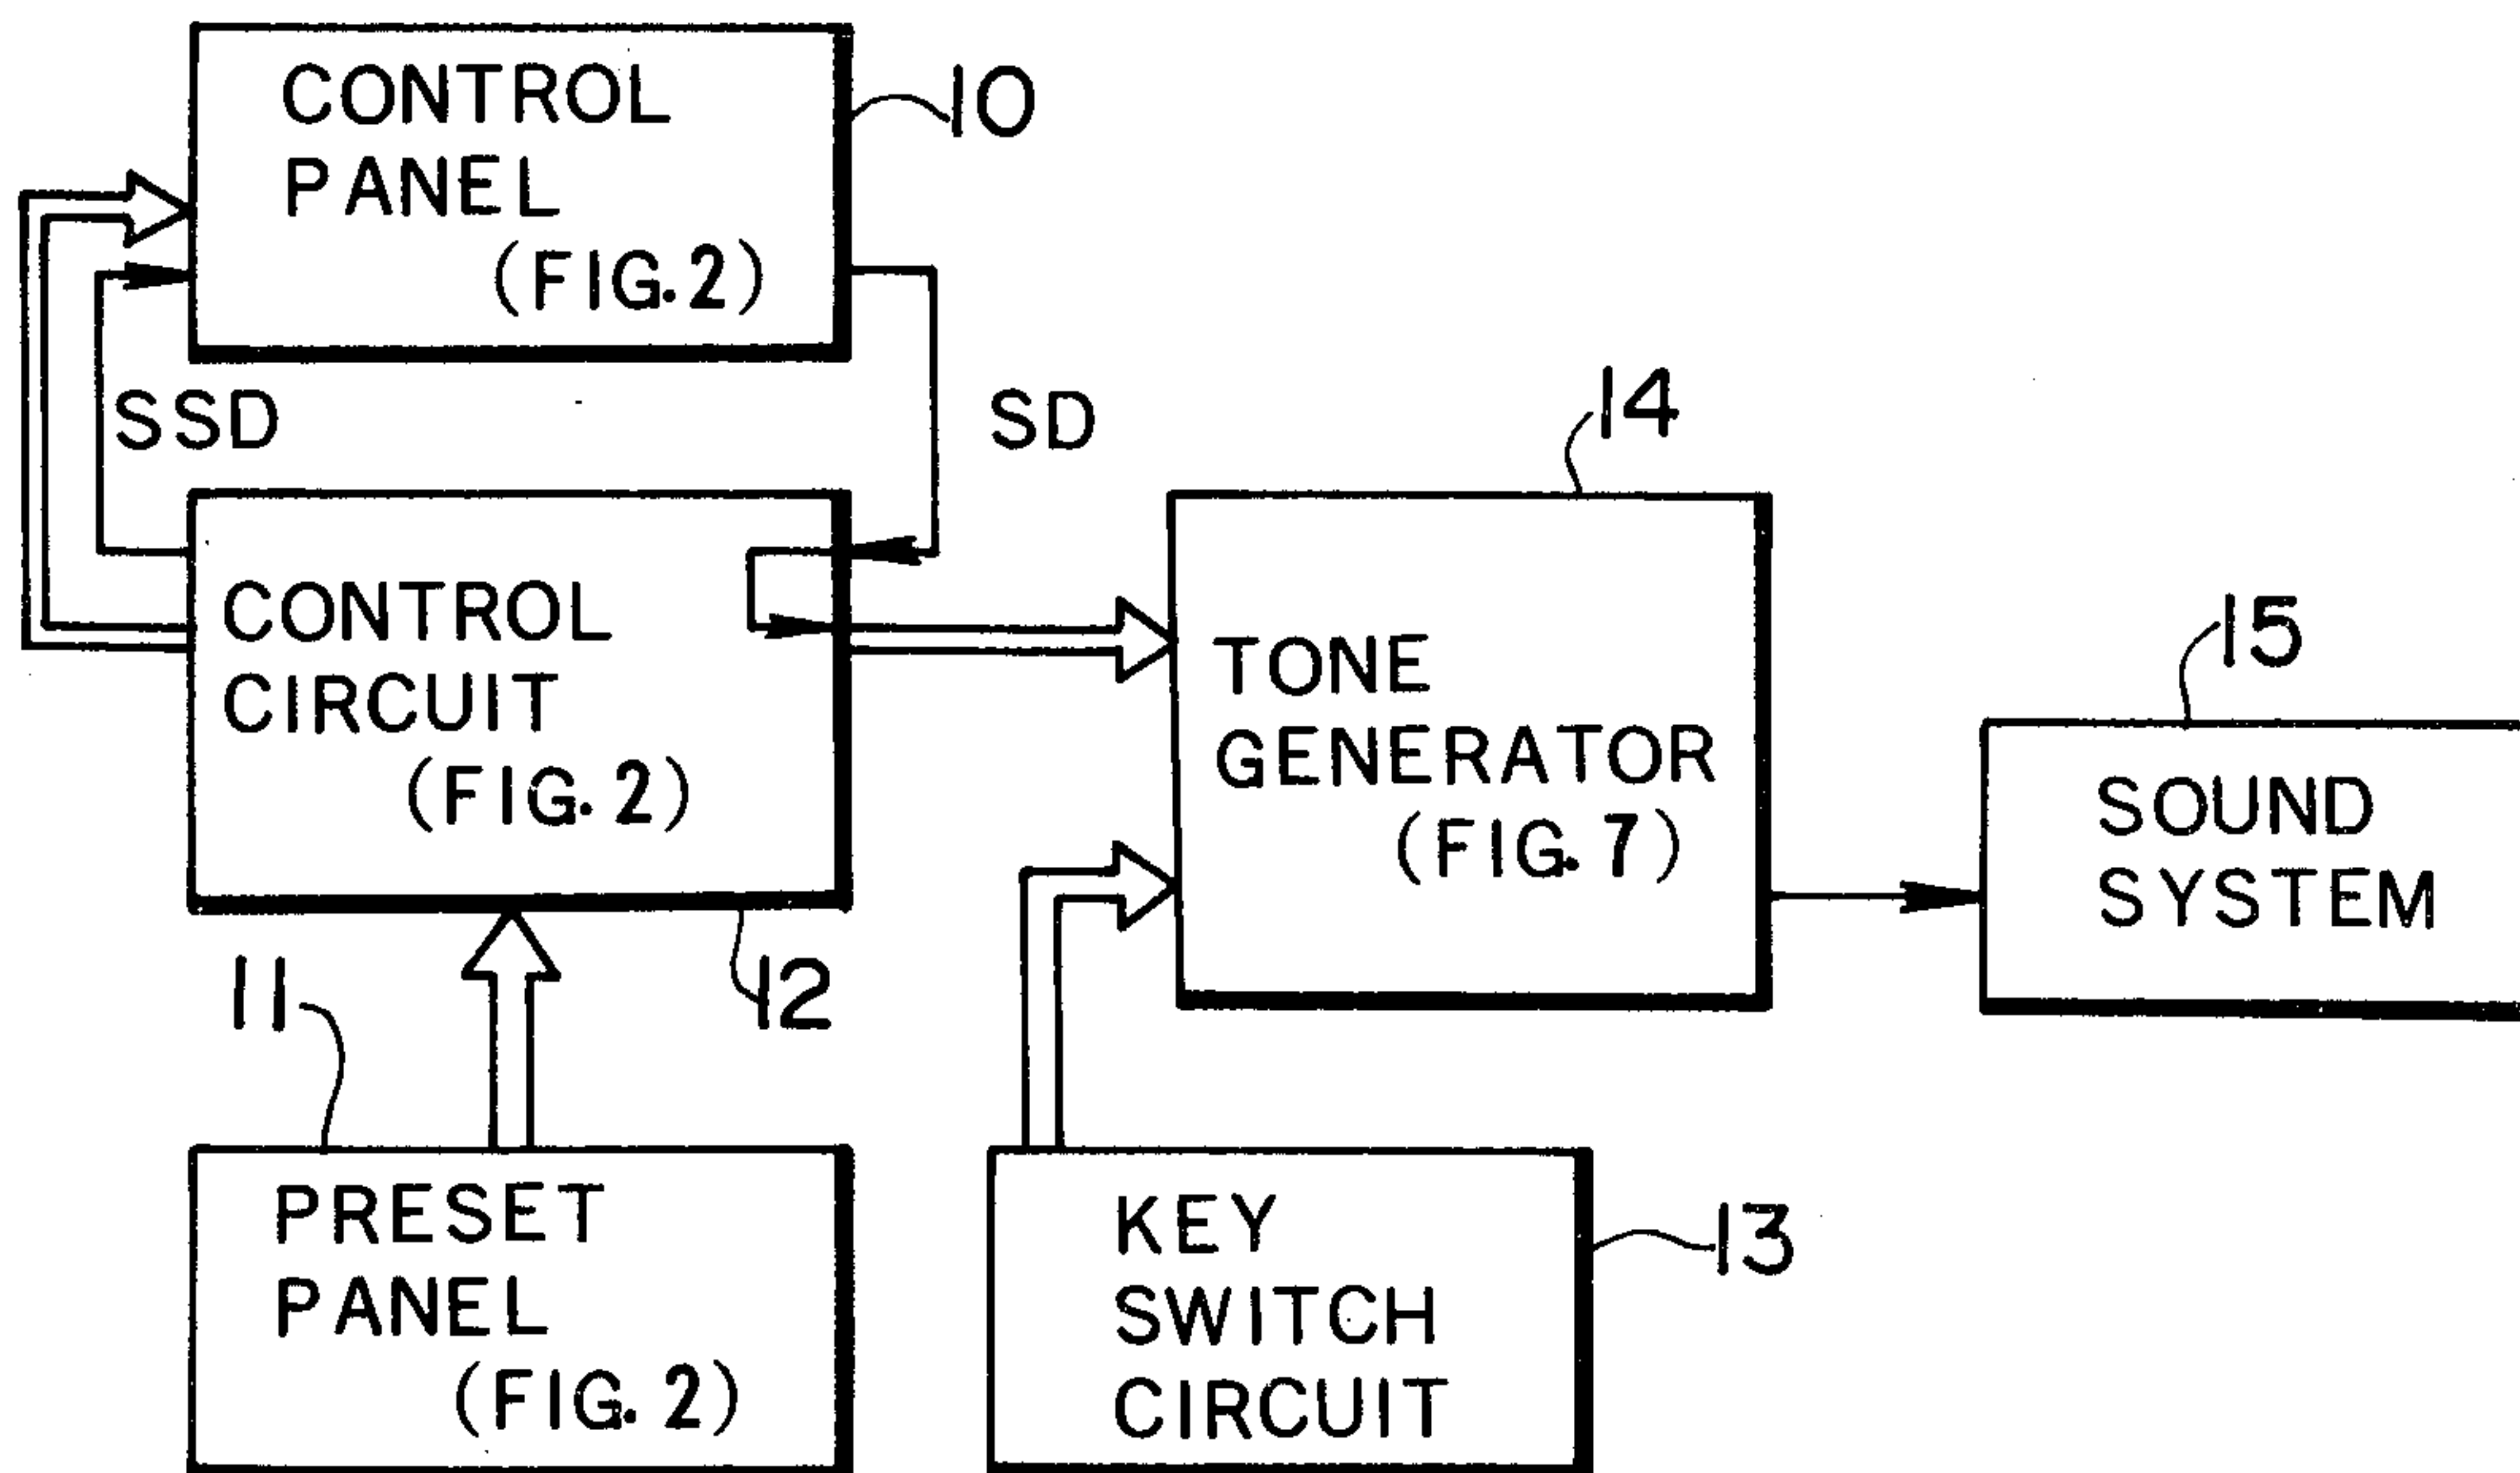 CONTROL
PANEL
(FIG.2)
10
SSD
SD
CONTROL
CIRCUIT
(FIG.2)
12
14
TONE
GENERATOR
(FIG.7)
15
SOUND
SYSTEM
11
PRESET
PANEL
(FIG.2)
KEY
SWITCH
CIRCUIT
13